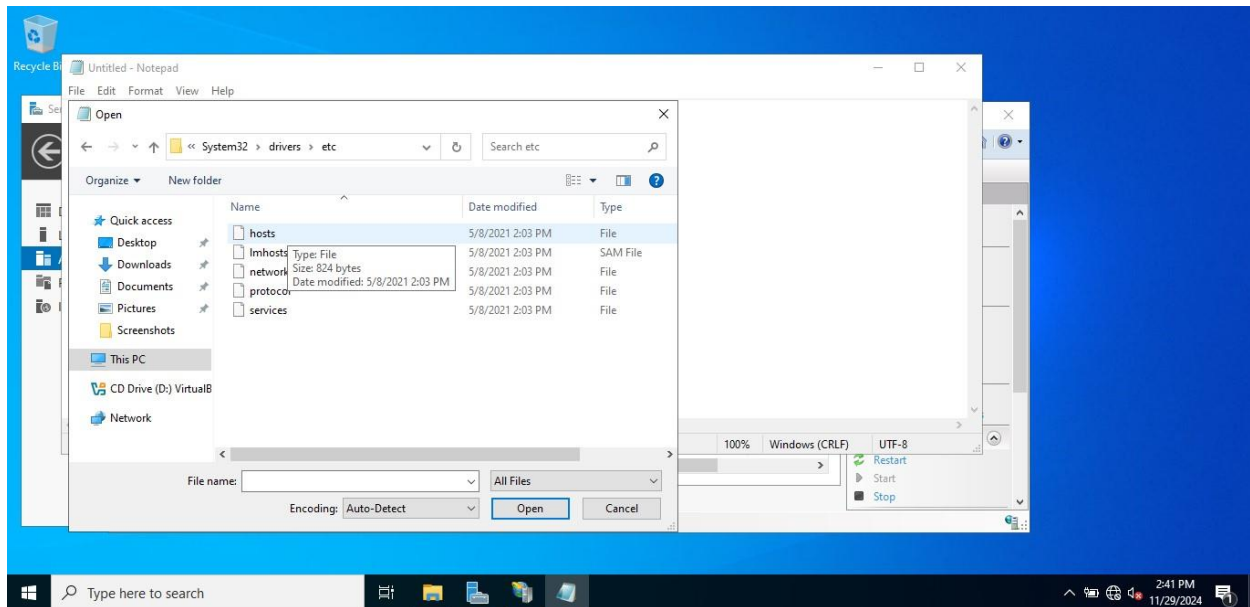 Recycle Bi
Untitled - Notepad
File Edit Format View Help
Se
Open
« System32 › drivers › etc
Search etc
Organize
New folder
Name
Date modified
Type
Quick access
Desktop
Downloads
Documents
Pictures
Screenshots
This PC
CD Drive (D:) VirtualB
Network
hosts 5/8/2021 2:03 PM File
lmhosts 5/8/2021 2:03 PM SAM File
network 5/8/2021 2:03 PM File
protocol 5/8/2021 2:03 PM File
services 5/8/2021 2:03 PM File
Type: File
Size: 824 bytes
Date modified: 5/8/2021 2:03 PM
File name:
All Files
Encoding: Auto-Detect
Open
Cancel
100% Windows (CRLF) UTF-8
Restart
Start
Stop
Type here to search
2:41 PM
11/29/2024
1